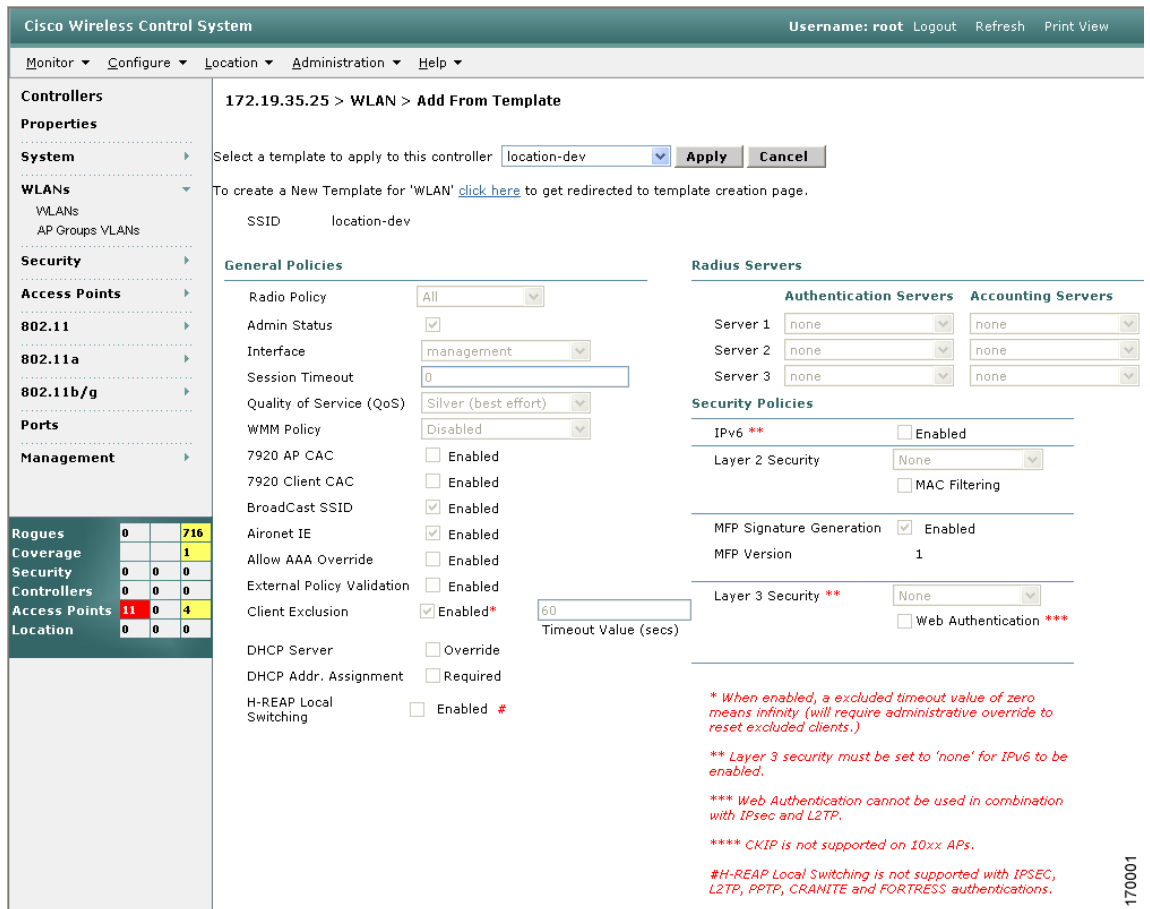 Cisco Wireless Control System
Username: root Logout Refresh Print View
Monitor Configure Location Administration Help
Controllers
Properties
System
WLANs
WLANs
AP Groups VLANs
Security
Access Points
802.11
802.11a
802.11b/g
Ports
Management
Rogues 0 716
Coverage 1
Security 0 0 0
Controllers 0 0 0
Access Points 11 0 4
Location 0 0 0
172.19.35.25 > WLAN > Add From Template
Select a template to apply to this controller location-dev Apply Cancel
To create a New Template for 'WLAN' click here to get redirected to template creation page.
SSID location-dev
General Policies
Radio Policy All
Admin Status
Interface management
Session Timeout 0
Quality of Service (QoS) Silver (best effort)
WMM Policy Disabled
7920 AP CAC Enabled
7920 Client CAC Enabled
BroadCast SSID Enabled
Aironet IE Enabled
Allow AAA Override Enabled
External Policy Validation Enabled
Client Exclusion Enabled* 60
Timeout Value (secs)
DHCP Server Override
DHCP Addr. Assignment Required
H-REAP Local
Switching Enabled #
Radius Servers
Authentication Servers Accounting Servers
Server 1 none none
Server 2 none none
Server 3 none none
Security Policies
IPv6 ** Enabled
Layer 2 Security None
MAC Filtering
MFP Signature Generation Enabled
MFP Version 1
Layer 3 Security ** None
Web Authentication ***
* When enabled, a excluded timeout value of zero
means infinity (will require administrative override to
reset excluded clients.)
** Layer 3 security must be set to 'none' for IPv6 to be
enabled.
*** Web Authentication cannot be used in combination
with IPsec and L2TP.
**** CKIP is not supported on 10xx APs.
#H-REAP Local Switching is not supported with IPSEC,
L2TP, PPTP, CRANITE and FORTRESS authentications.
170001